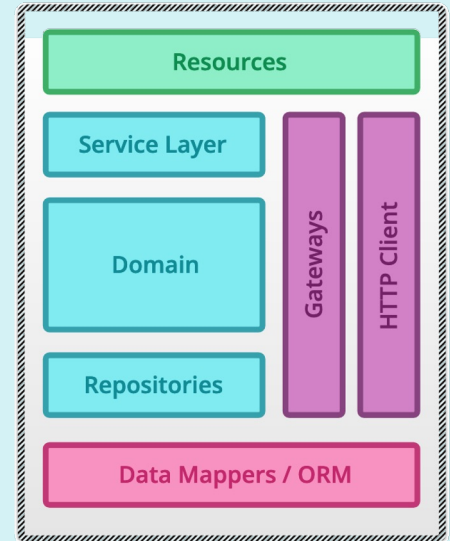 Resources
Service Layer
Domain
Repositories
Gateways
HTTP Client
Data Mappers / ORM